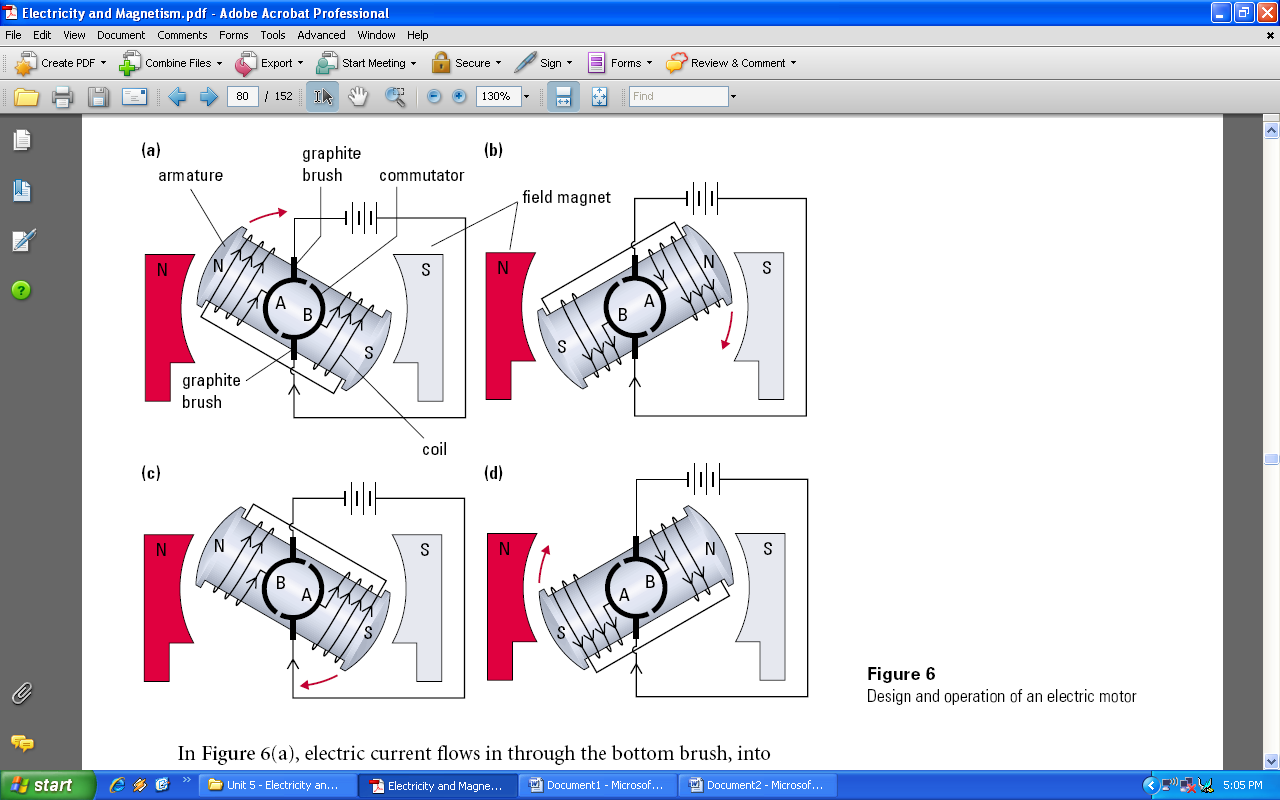 Electricity and Magnetism.pdf - Adobe Acrobat Professional
File Edit View Document Comments Forms Tools Advanced Window Help
Create PDF Combine Files Export Start Meeting Secure Sign Forms Review & Comment
80 / 152 130% Find
(a)
graphite
brush
armature
commutator
field magnet
N
N
A
B
S
S
graphite
brush
coil
(b)
N
N
A
B
S
S
(c)
N
N
B
A
S
S
(d)
N
N
B
A
S
S
Figure 6
Design and operation of an electric motor
In Figure 6(a), electric current flows in through the bottom brush, into
start
Unit 5 - Electricity an...
Electricity and Magne...
Document1 - Microsof...
Document2 - Microsof...
5:05 PM